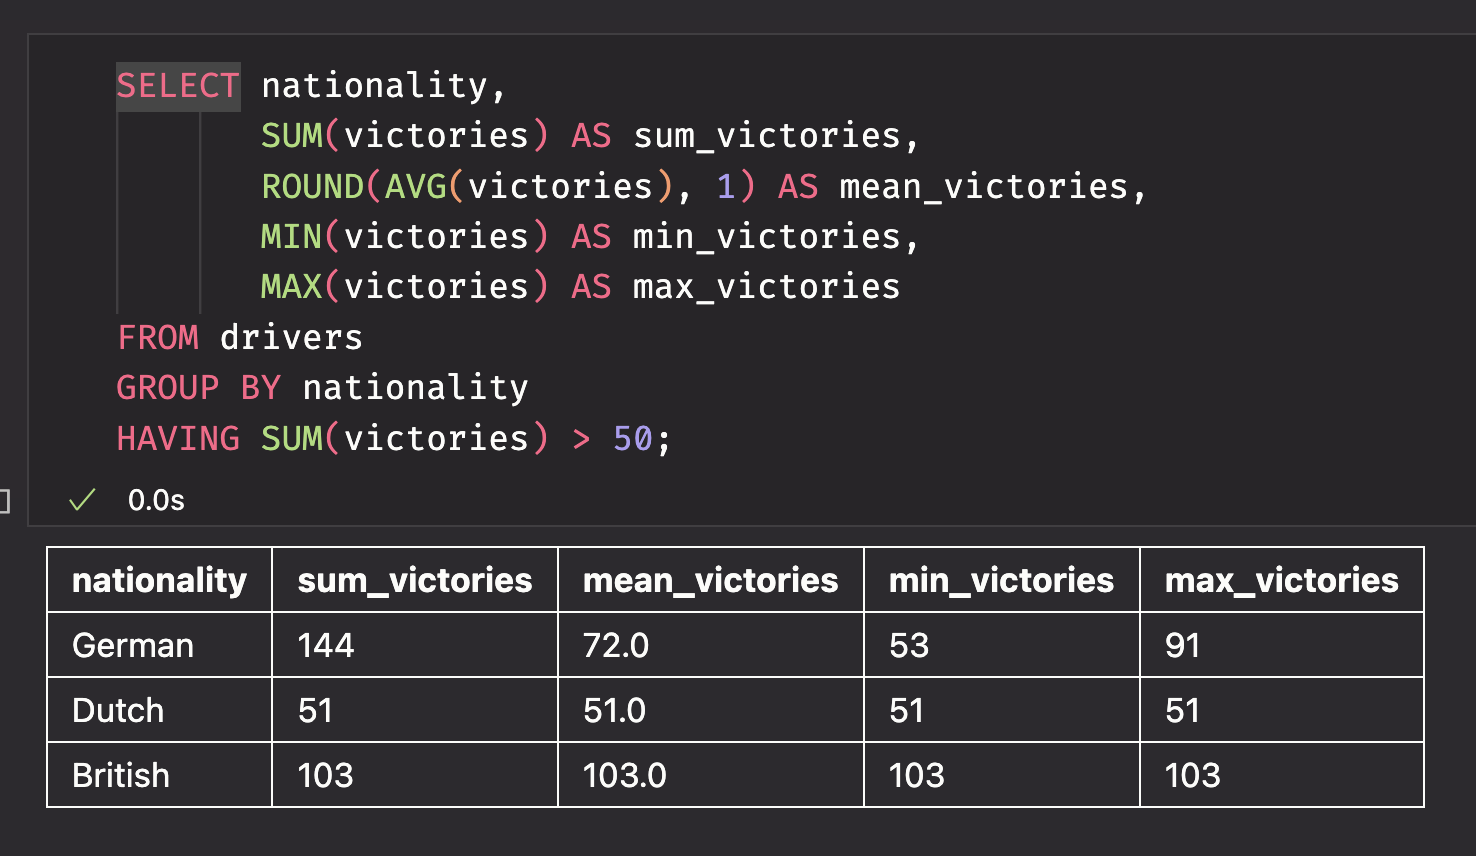 SELECT nationality,
SUM(victories) AS sum_victories,
ROUND(AVG(victories), 1) AS mean_victories,
MIN(victories) AS min_victories,
MAX(victories) AS max_victories
FROM drivers
GROUP BY nationality
HAVING SUM(victories) > 50;
✓ 0.0s
nationality sum_victories mean_victories min_victories max_victories
German 144 72.0 53 91
Dutch 51 51.0 51 51
British 103 103.0 103 103